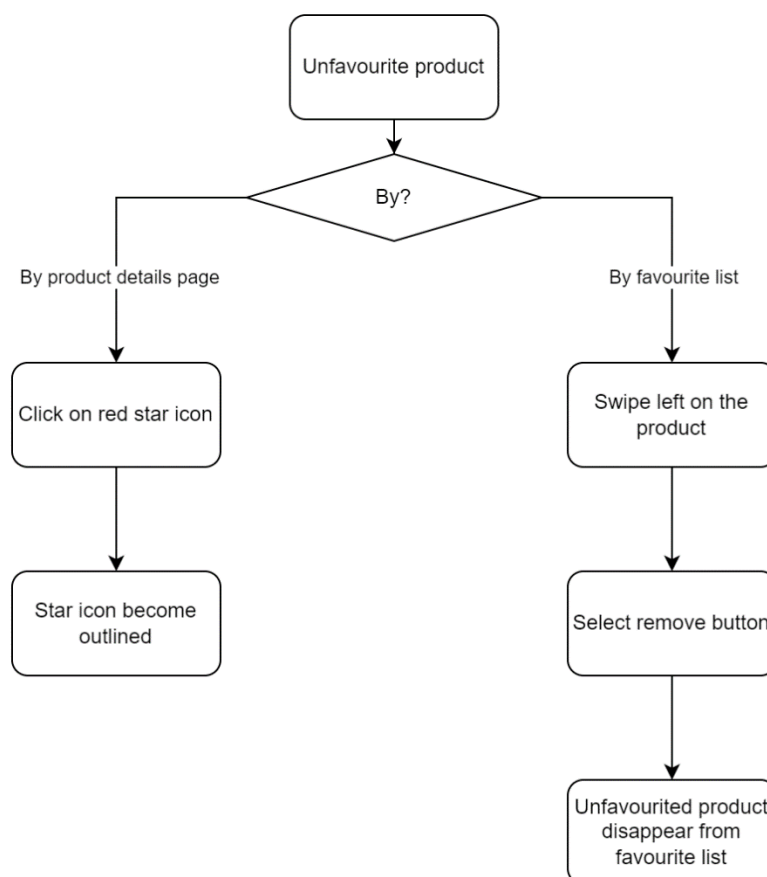 Unfavourite product
By?
By product details page
By favourite list
Click on red star icon
Swipe left on the
product
Star icon become
outlined
Select remove button
Unfavourited product
disappear from
favourite list